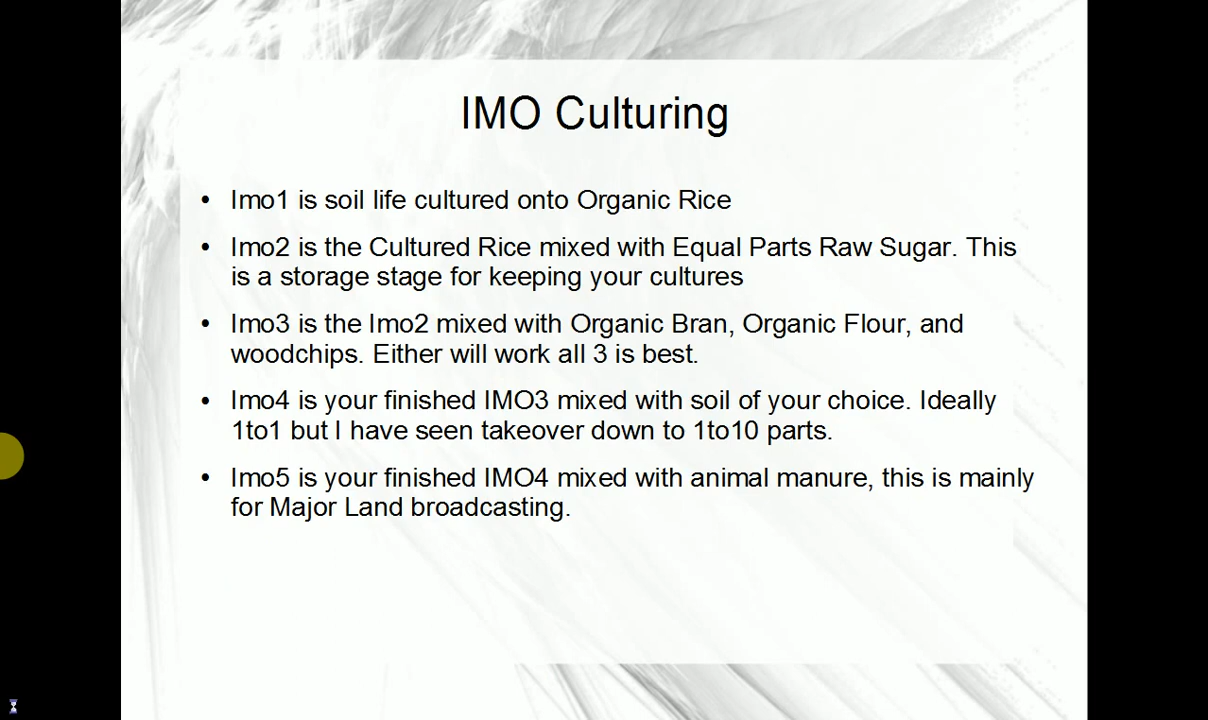 IMO Culturing
• Imo1 is soil life cultured onto Organic Rice
• Imo2 is the Cultured Rice mixed with Equal Parts Raw Sugar. This
is a storage stage for keeping your cultures
• Imo3 is the Imo2 mixed with Organic Bran, Organic Flour, and
woodchips. Either will work all 3 is best.
• Imo4 is your finished IMO3 mixed with soil of your choice. Ideally
1to1 but I have seen takeover down to 1to10 parts.
• Imo5 is your finished IMO4 mixed with animal manure, this is mainly
for Major Land broadcasting.